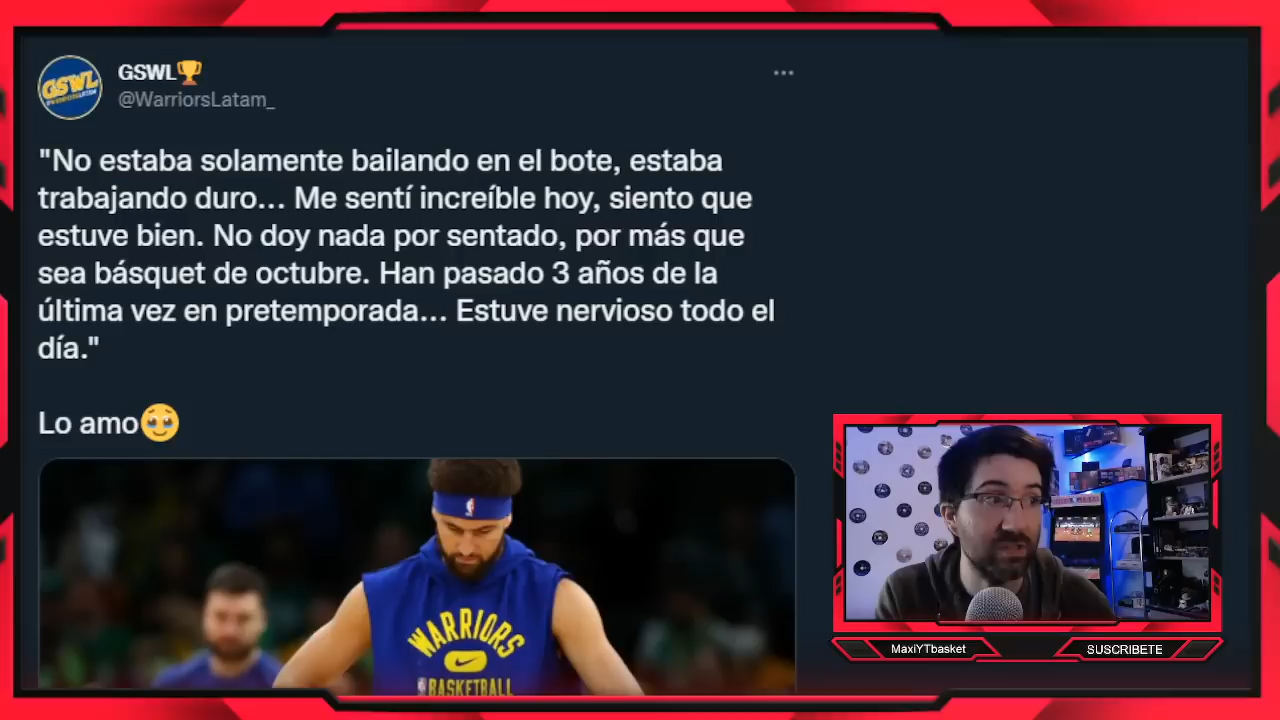 GSWL🏆
@WarriorsLatam_
"No estaba solamente bailando en el bote, estaba
trabajando duro... Me sentí increíble hoy, siento que
estuve bien. No doy nada por sentado, por más que
sea básquet de octubre. Han pasado 3 años de la
última vez en pretemporada... Estuve nervioso todo el
día."
Lo amo🥹
GSWL
WARRIORS
BASKETBALL
MaxiYTbasket
SUSCRIBETE